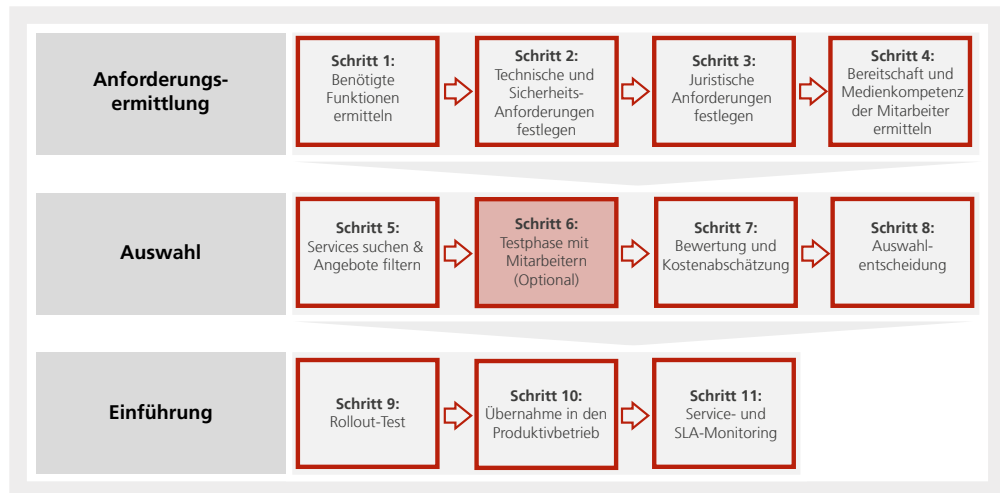 Anforderungs-
ermittlung
Schritt 1:
Benötigte
Funktionen
ermitteln
Schritt 2:
Technische und
Sicherheits-
Anforderungen
festlegen
Schritt 3:
Juristische
Anforderungen
festlegen
Schritt 4:
Bereitschaft und
Medienkompetenz
der Mitarbeiter
ermitteln
Auswahl
Schritt 5:
Services suchen &
Angebote filtern
Schritt 6:
Testphase mit
Mitarbeitern
(Optional)
Schritt 7:
Bewertung und
Kostenabschätzung
Schritt 8:
Auswahl-
entscheidung
Einführung
Schritt 9:
Rollout-Test
Schritt 10:
Übernahme in den
Produktivbetrieb
Schritt 11:
Service- und
SLA-Monitoring